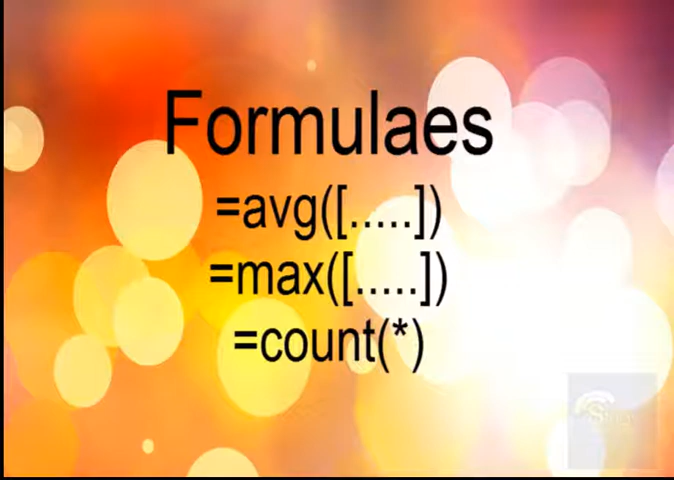 Formulaes
=avg([.....])
=max([.....])
=count(*)